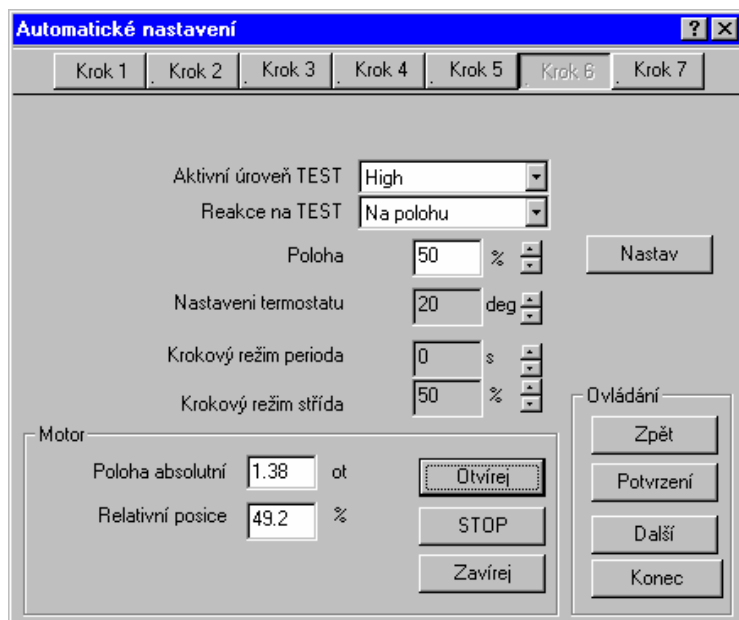 Automatické nastavení
Krok 1 Krok 2 Krok 3 Krok 4 Krok 5 Krok 6 Krok 7
Aktivní úroveň TEST High
Reakce na TEST Na polohu
Poloha 50 % Nastav
Nastaveni termostatu 20 deg
Krokový režim perioda 0 s
Krokový režim střída 50 %
Ovládání
Zpět
Potvrzení
Další
Konec
Motor
Poloha absolutní 1.38 ot Otvírej
Relativní posice 49.2 % STOP
Zavírej